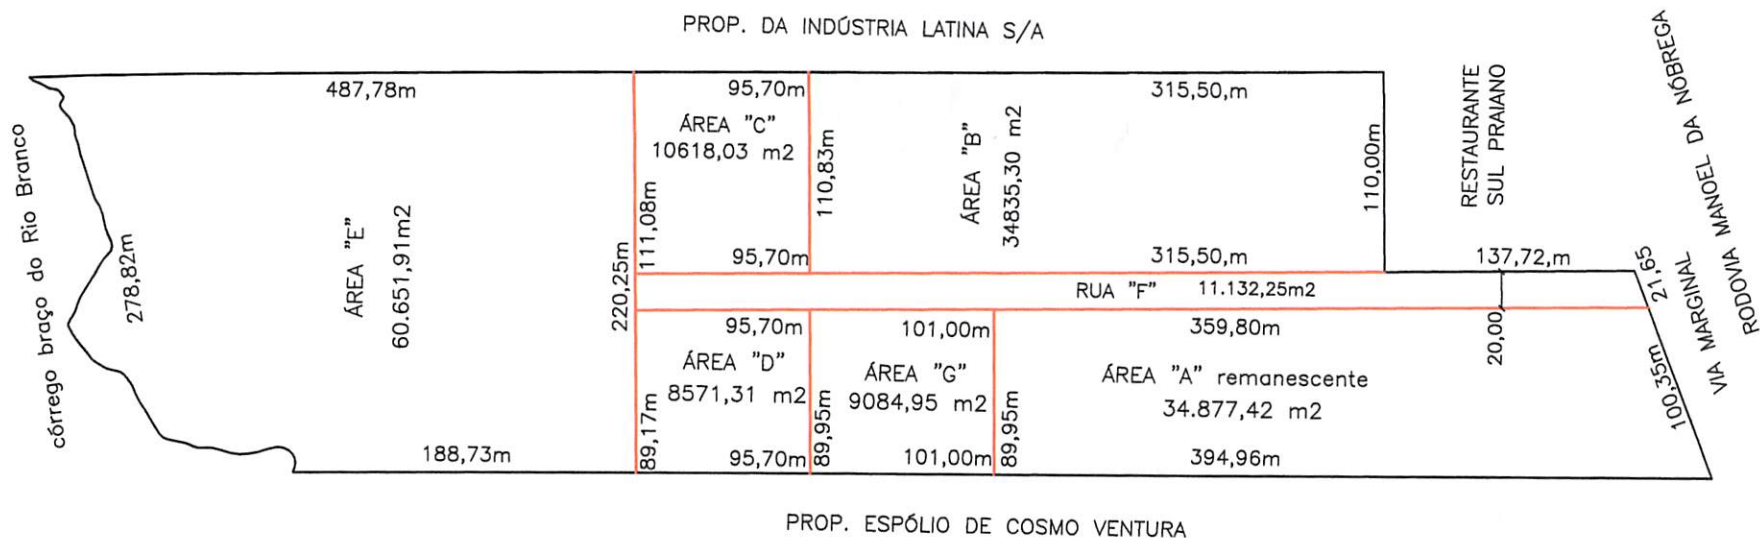 PROP. DA INDÚSTRIA LATINA S/A
487,78m
95,70m
315,50,m
ÁREA "C"
10618,03 m2
110,83m
ÁREA "B"
34835,30 m2
110,00m
RESTAURANTE
SUL PRAIANO
RODOVIA MANOEL DA NÓBREGA
VIA MARGINAL
córrego braço do Rio Branco
278,82m
ÁREA "E"
60.651,91m2
220,25m
111,08m
95,70m
315,50,m
137,72,m
21,65
RUA "F" 11.132,25m2
20,00
95,70m
101,00m
359,80m
ÁREA "D"
8571,31 m2
ÁREA "G"
9084,95 m2
ÁREA "A" remanescente
34.877,42 m2
100,35m
89,17m
89,95m
89,95m
188,73m
95,70m
101,00m
394,96m
PROP. ESPÓLIO DE COSMO VENTURA